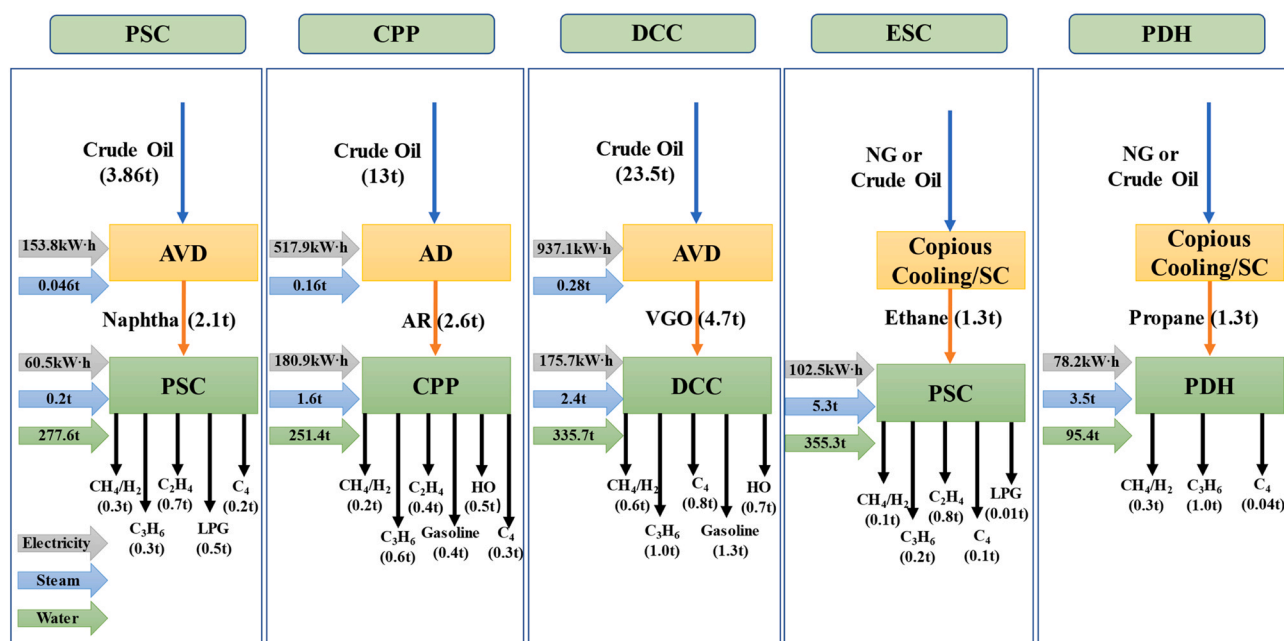 PSC
CPP
DCC
ESC
PDH
Crude Oil
(3.86t)
153.8kW·h
0.046t
AVD
Naphtha (2.1t)
60.5kW·h
0.2t
277.6t
PSC
CH₄/H₂
(0.3t)
C₃H₆
(0.3t)
C₂H₄
(0.7t)
LPG
(0.5t)
C₄
(0.2t)
Electricity
Steam
Water
Crude Oil
(13t)
517.9kW·h
0.16t
AD
AR (2.6t)
180.9kW·h
1.6t
251.4t
CPP
CH₄/H₂
(0.2t)
C₃H₆
(0.6t)
C₂H₄
(0.4t)
Gasoline
(0.4t)
HO
(0.5t)
C₄
(0.3t)
Crude Oil
(23.5t)
937.1kW·h
0.28t
AVD
VGO (4.7t)
175.7kW·h
2.4t
335.7t
DCC
CH₄/H₂
(0.6t)
C₃H₆
(1.0t)
C₄
(0.8t)
Gasoline
(1.3t)
HO
(0.7t)
NG or
Crude Oil
Copious
Cooling/SC
Ethane (1.3t)
102.5kW·h
5.3t
355.3t
PSC
CH₄/H₂
(0.1t)
C₃H₆
(0.2t)
C₂H₄
(0.8t)
C₄
(0.1t)
LPG
(0.01t)
NG or
Crude Oil
Copious
Cooling/SC
Propane (1.3t)
78.2kW·h
3.5t
95.4t
PDH
CH₄/H₂
(0.3t)
C₃H₆
(1.0t)
C₄
(0.04t)